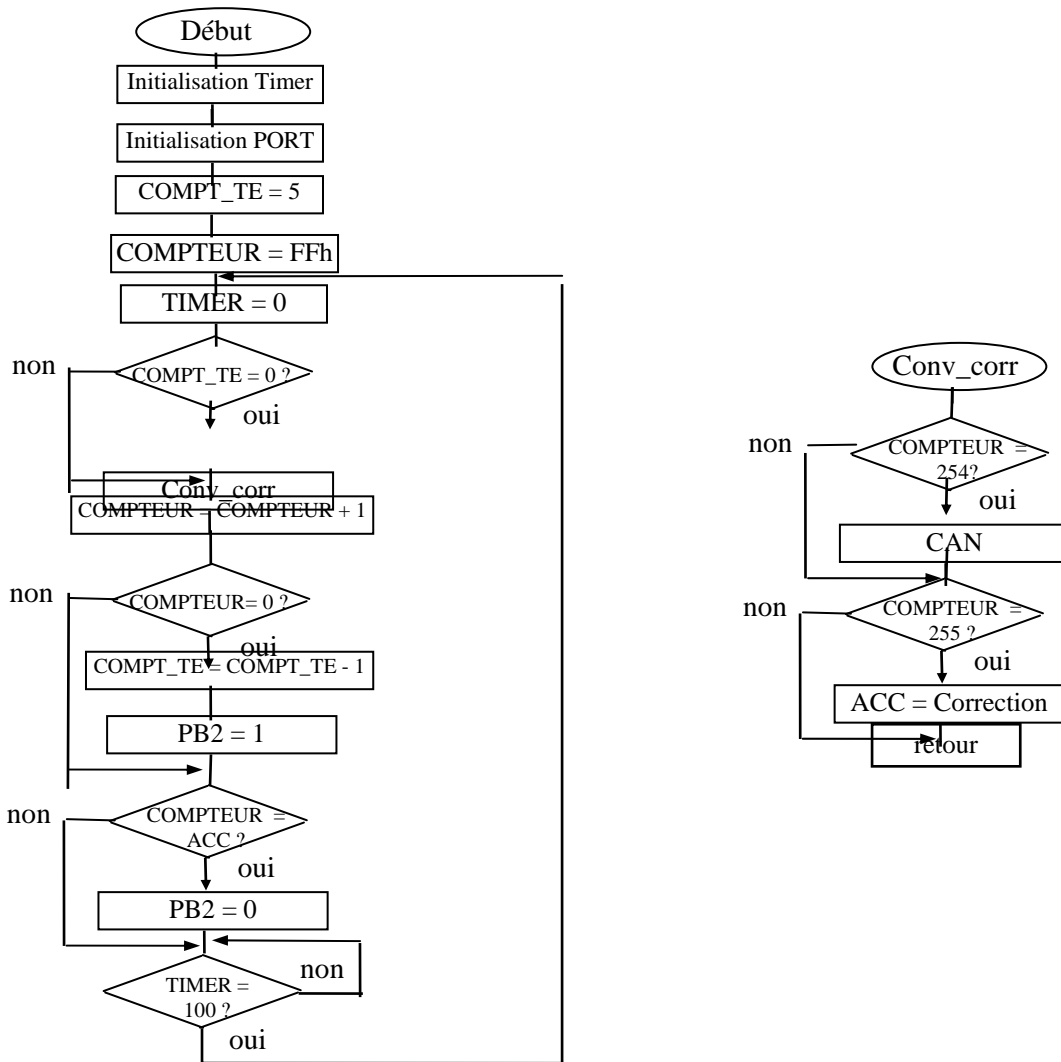 Début
Initialisation Timer
Initialisation PORT
COMPT_TE = 5
COMPTEUR = FFh
TIMER = 0
non
COMPT_TE = 0 ?
oui
Conv_corr
COMPTEUR = COMPTEUR + 1
non
COMPTEUR= 0 ?
oui
COMPT_TE = COMPT_TE - 1
PB2 = 1
non
COMPTEUR =
ACC ?
oui
PB2 = 0
TIMER =
100 ?
non
oui
Conv_corr
non
COMPTEUR =
254?
oui
CAN
non
COMPTEUR =
255 ?
oui
ACC = Correction
retour